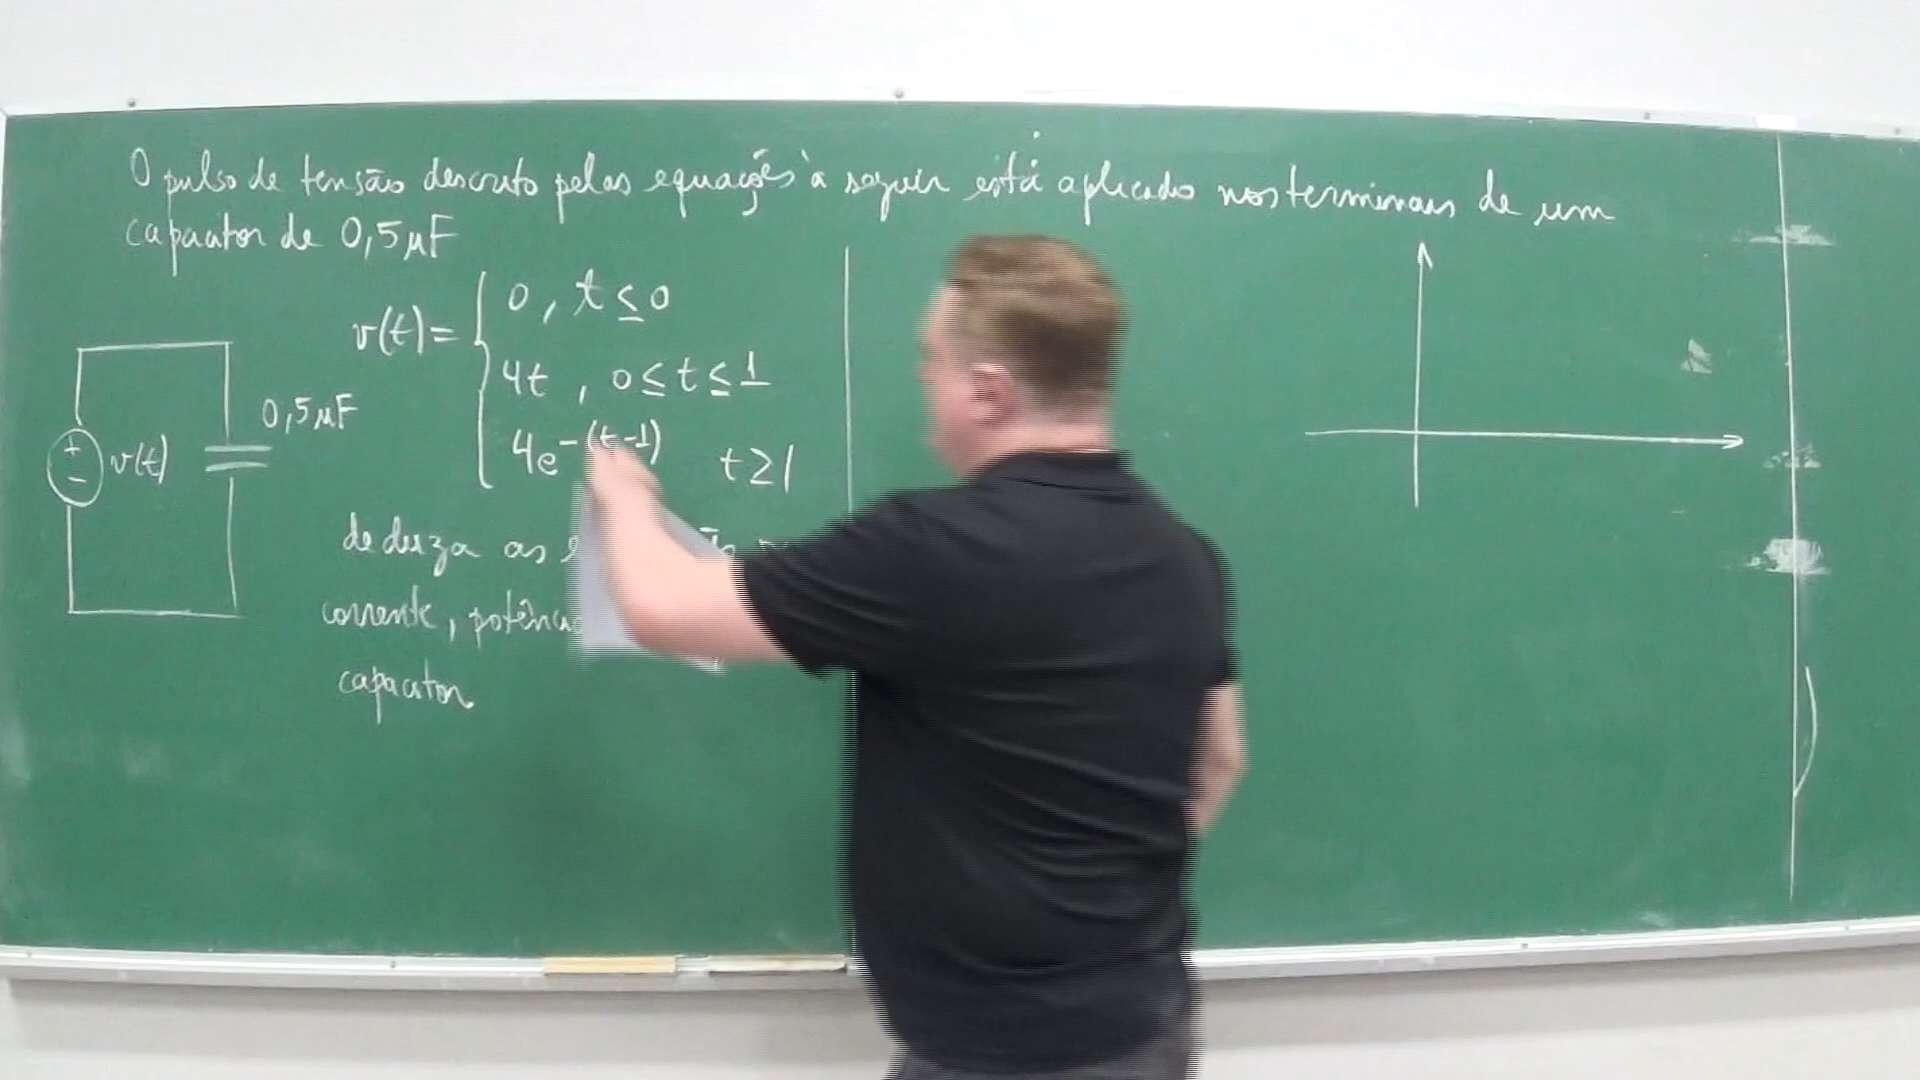 O pulso de tensão descrito pelas equações à seguir está aplicado nos terminais de um
capacitor de 0,5μF
v(t)= 0, t ≤ 0
4t , 0 ≤ t ≤ 1
4e^-(t-1) t ≥ 1
0,5μF
+
-
v(t)
deduza as
corrente, potência
capacitor